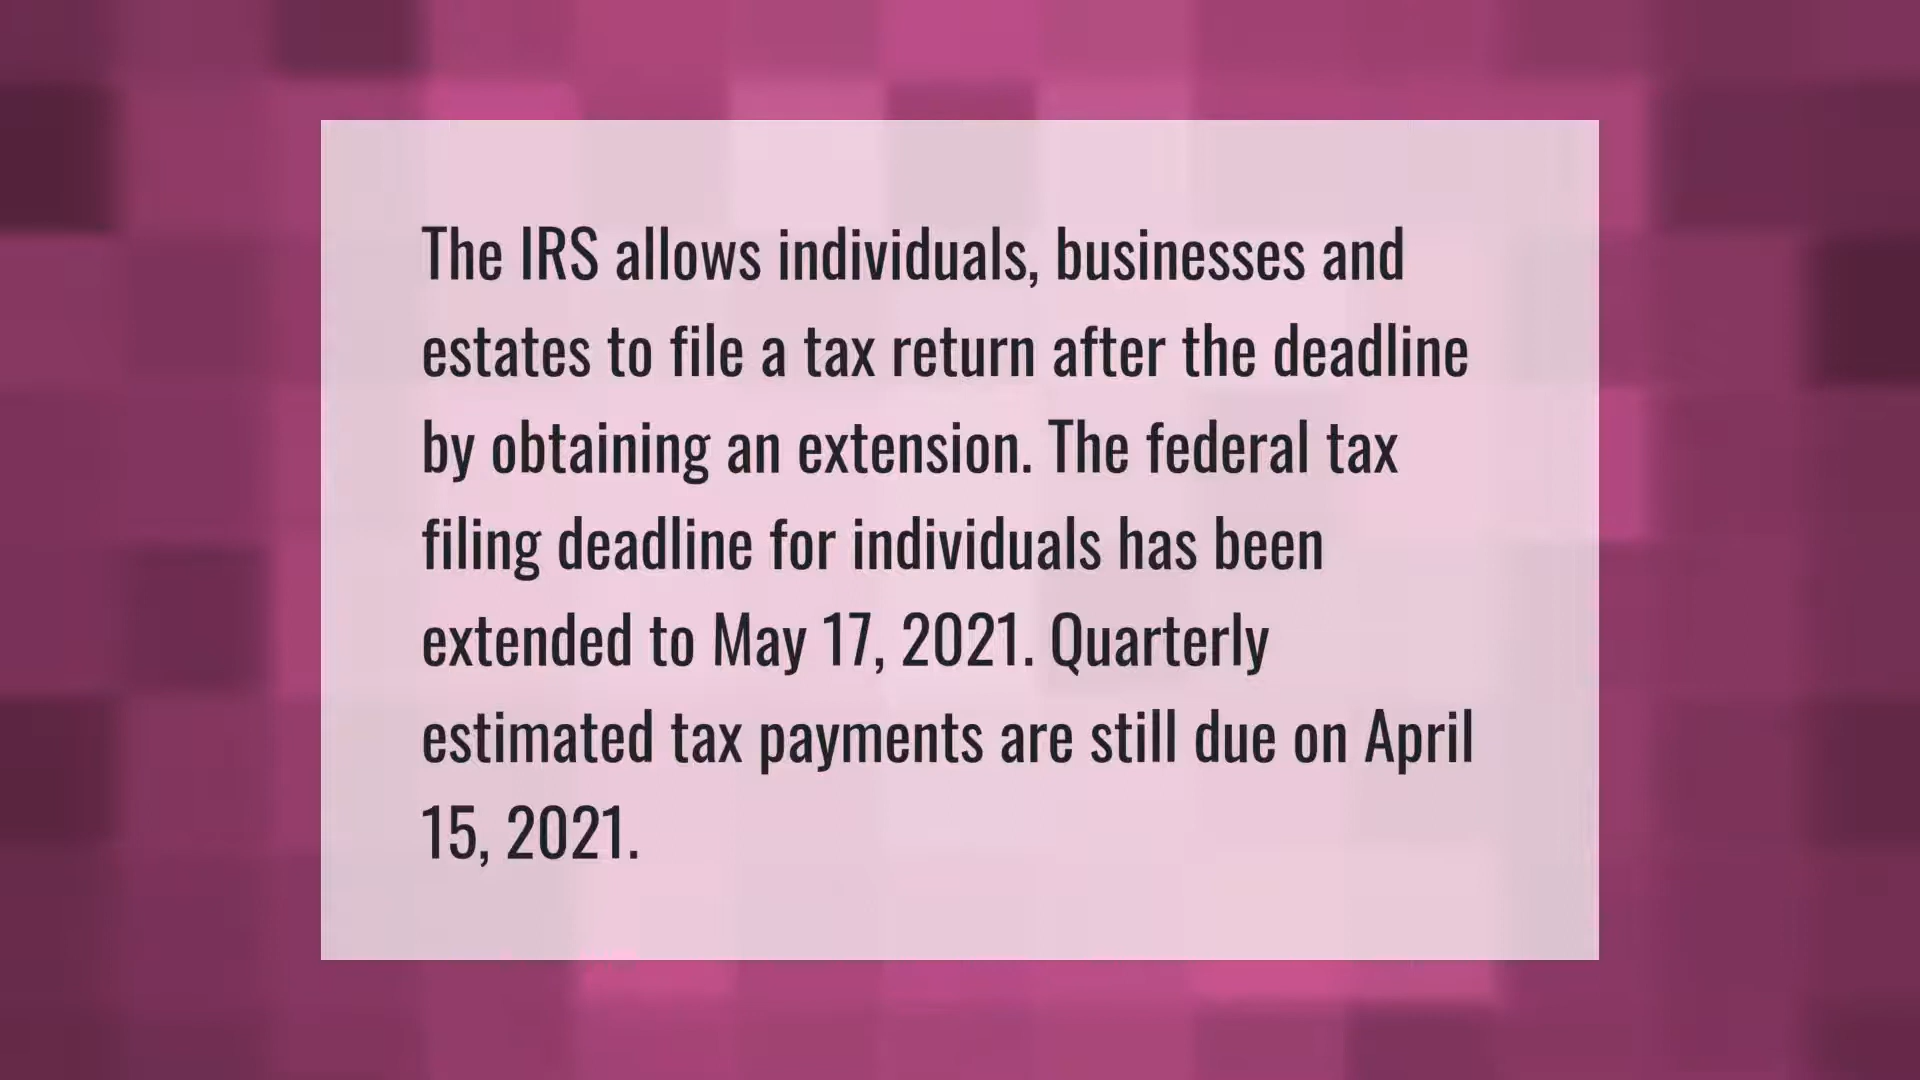 The IRS allows individuals, businesses and
estates to file a tax return after the deadline
by obtaining an extension. The federal tax
filing deadline for individuals has been
extended to May 17, 2021. Quarterly
estimated tax payments are still due on April
15, 2021.